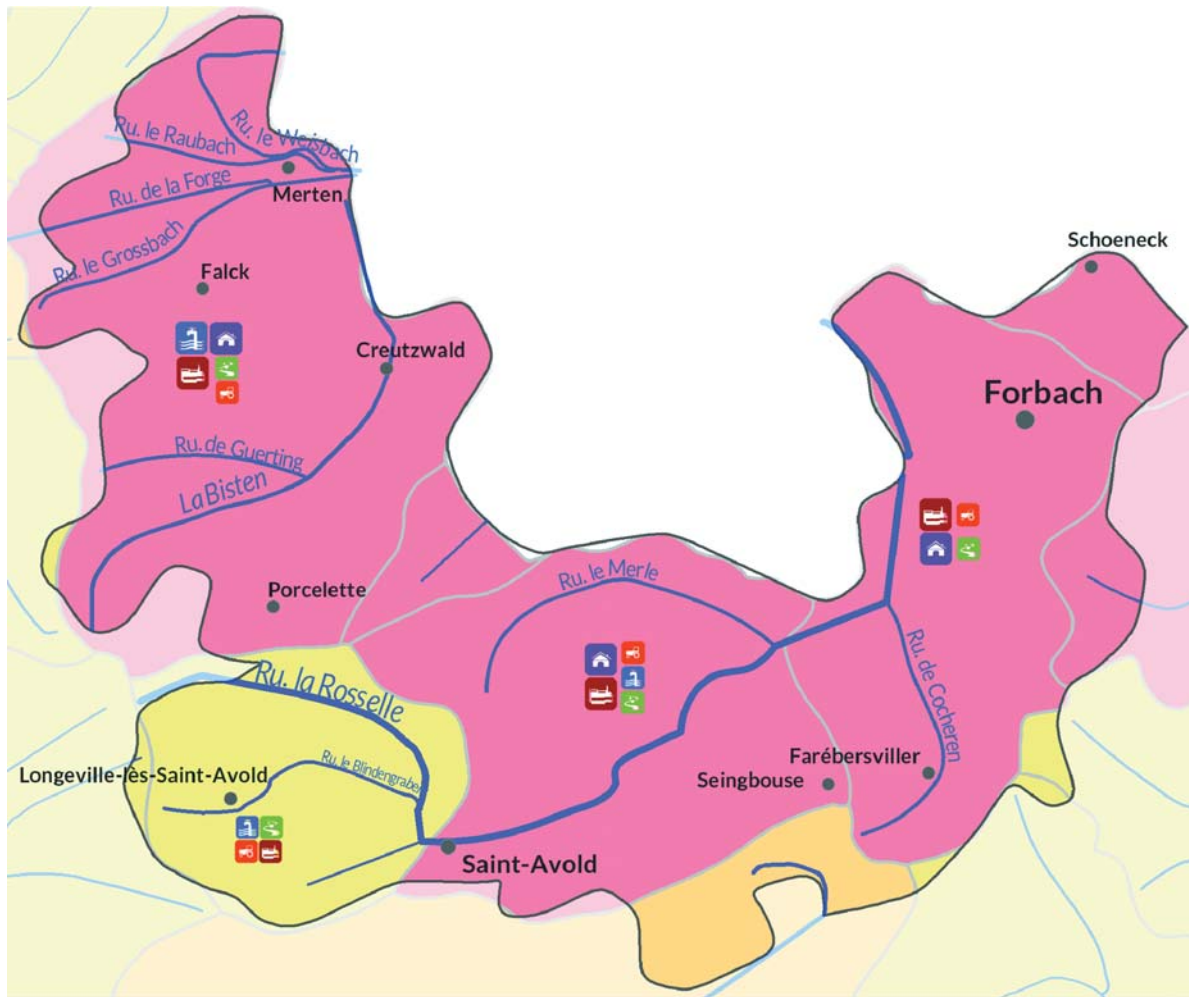 Ru. le Raubach
Ru. le Weisbach
Ru. de la Forge
Merten
Ru. le Grossbach
Falck
Schoeneck
Creutzwald
Forbach
Ru. de Guerting
La Bisten
Porcelette
Ru. le Merle
Ru. la Rosselle
Ru. de Cocheren
Longeville-lès-Saint-Avold
Ru. le Blindengraben
Farébersviller
Seingbouse
Saint-Avold